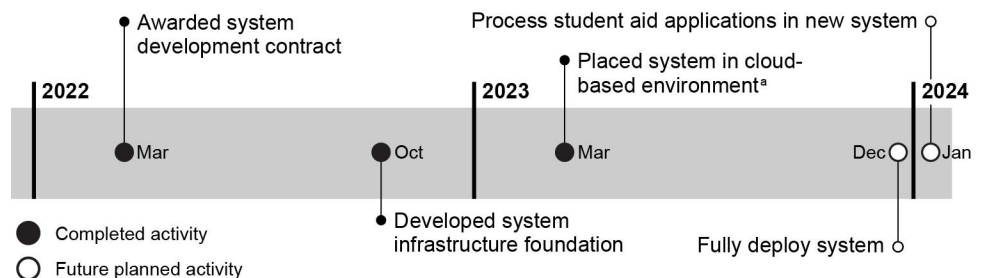 Awarded system
development contract
Process student aid applications in new system
Placed system in cloud-
based environmentᵃ
2022
2023
2024
Mar
Oct
Mar
Dec
Jan
Developed system
infrastructure foundation
Fully deploy system
Completed activity
Future planned activity